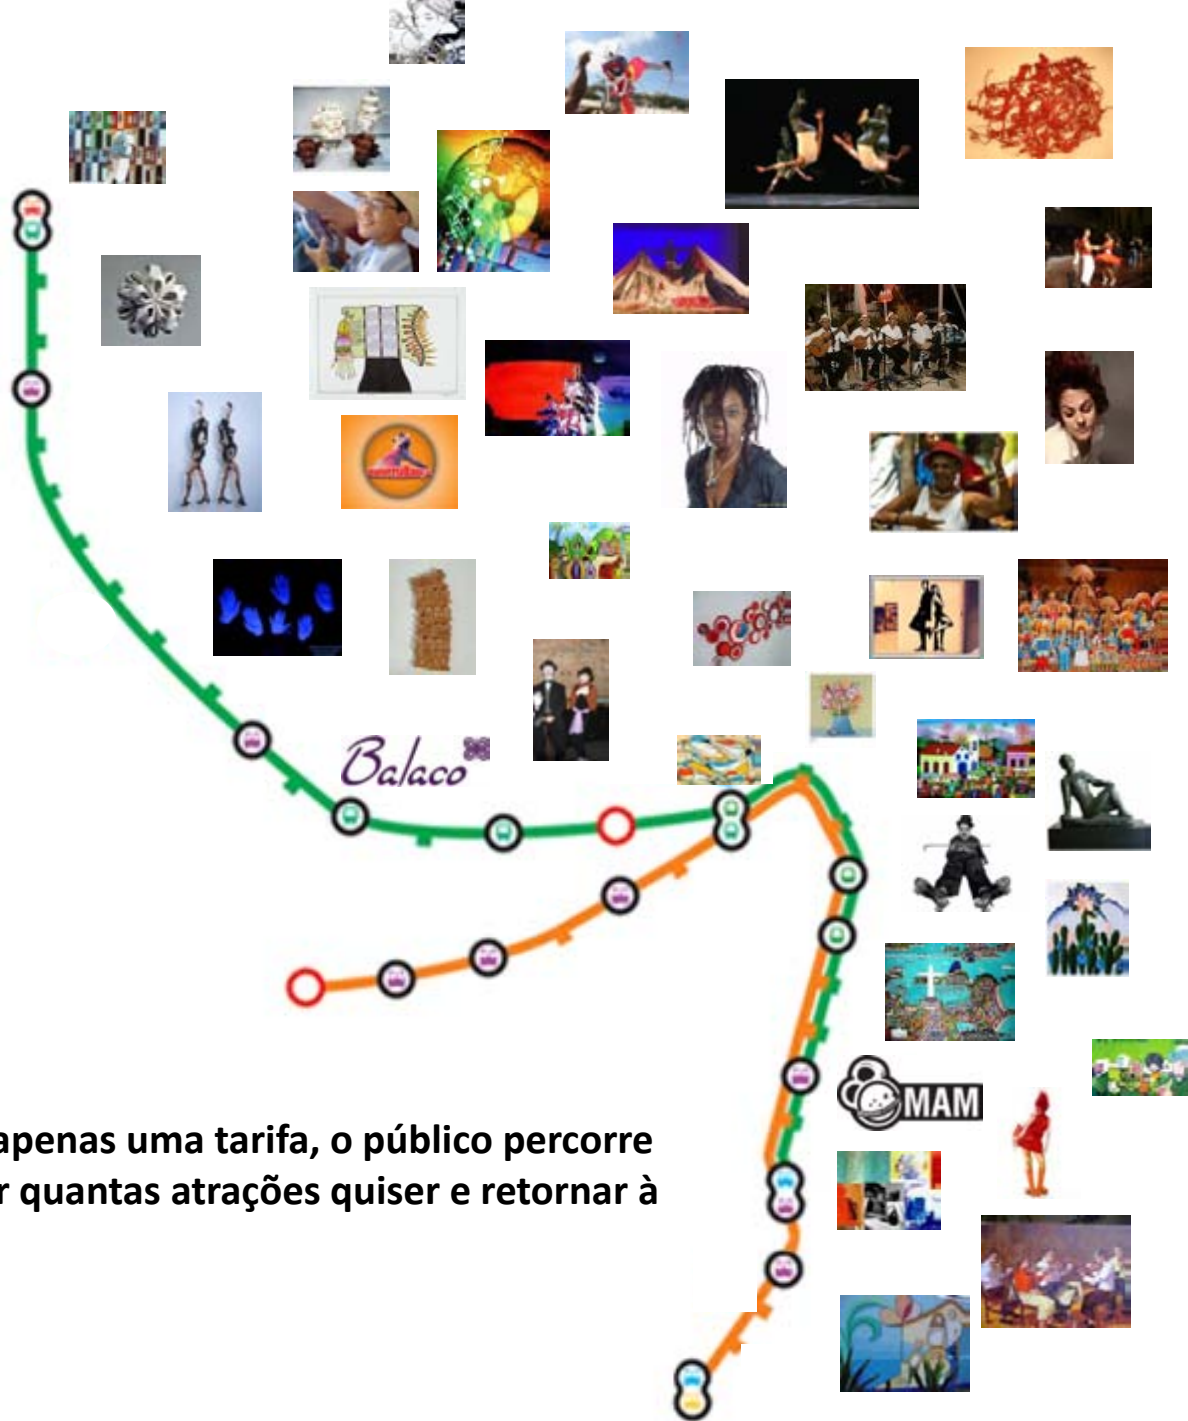 Balaco
MAM
apenas uma tarifa, o público percorre
r quantas atrações quiser e retornar à